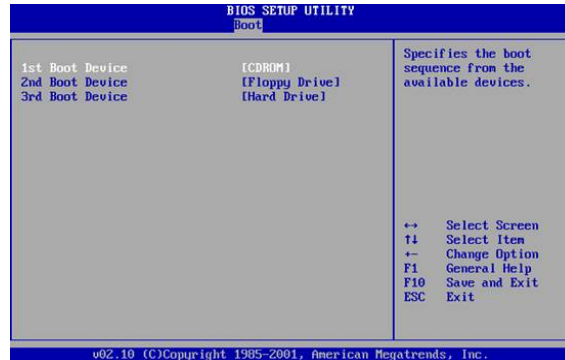 BIOS SETUP UTILITY
Boot
1st Boot Device [CDROM]
2nd Boot Device [Floppy Drive]
3rd Boot Device [Hard Drive]
Specifies the boot
sequence from the
available devices.
↔ Select Screen
↑↓ Select Item
+- Change Option
F1 General Help
F10 Save and Exit
ESC Exit
v02.10 (C)Copyright 1985-2001, American Megatrends, Inc.